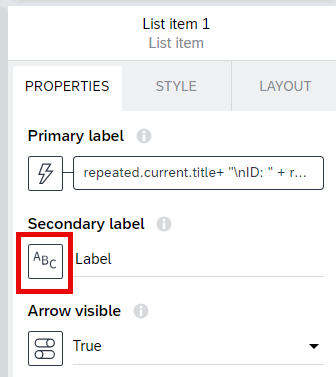 List item 1
List item
PROPERTIES
STYLE
LAYOUT
Primary label
repeated.current.title+ "\nID: " + r...
Secondary label
ABC
Label
Arrow visible
True